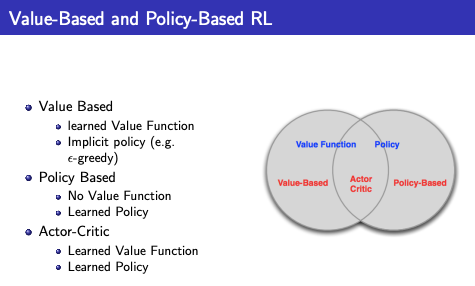 Value-Based and Policy-Based RL
Value Based
learned Value Function
Implicit policy (e.g.
ϵ-greedy)
Policy Based
No Value Function
Learned Policy
Actor-Critic
Learned Value Function
Learned Policy
Value Function
Policy
Value-Based
Actor
Critic
Policy-Based